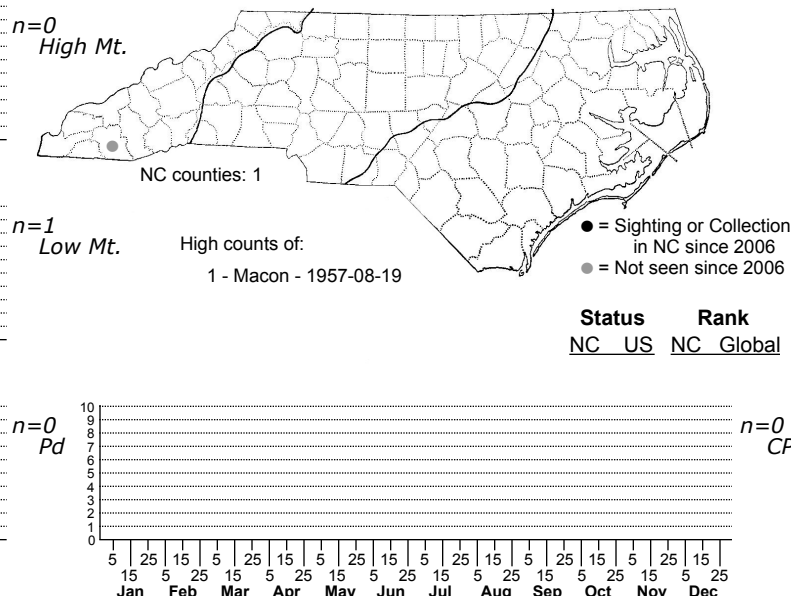 n=0
High Mt.
NC counties: 1
n=1
Low Mt.
High counts of:
1 - Macon - 1957-08-19
● = Sighting or Collection
in NC since 2006
● = Not seen since 2006
Status Rank
NC US NC Global
n=0
Pd
n=0
CP
10
9
8
7
6
5
4
3
2
1
0
5 25 15 5 25 15 5 25 15 5 25 15 5 25 15 5 25 15
15 5 25 15 5 25 15 5 25 15 5 25 15 5 25 15 5 25
Jan Feb Mar Apr May Jun Jul Aug Sep Oct Nov Dec